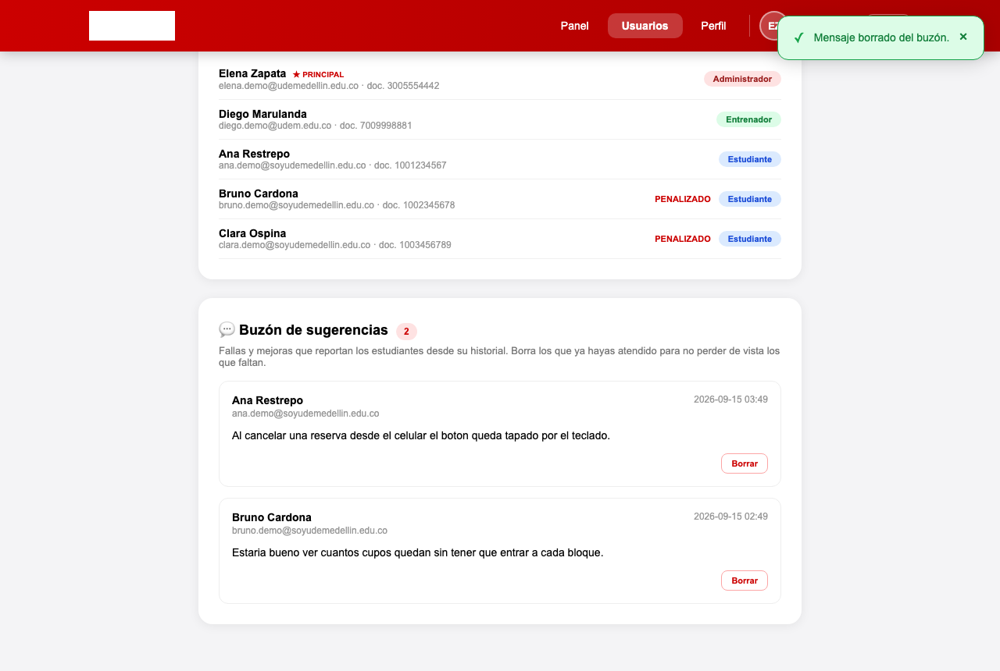 Panel
Usuarios
Perfil
✓ Mensaje borrado del buzón. ✕
Elena Zapata ★ PRINCIPAL
elena.demo@udemedellin.edu.co · doc. 3005554442
Administrador
Diego Marulanda
diego.demo@udem.edu.co · doc. 7009998881
Entrenador
Ana Restrepo
ana.demo@soyudemedellin.edu.co · doc. 1001234567
Estudiante
Bruno Cardona
bruno.demo@soyudemedellin.edu.co · doc. 1002345678
PENALIZADO Estudiante
Clara Ospina
clara.demo@soyudemedellin.edu.co · doc. 1003456789
PENALIZADO Estudiante
💬 Buzón de sugerencias 2
Fallas y mejoras que reportan los estudiantes desde su historial. Borra los que ya hayas atendido para no perder de vista los
que faltan.
Ana Restrepo
2026-09-15 03:49
ana.demo@soyudemedellin.edu.co
Al cancelar una reserva desde el celular el boton queda tapado por el teclado.
Borrar
Bruno Cardona
2026-09-15 02:49
bruno.demo@soyudemedellin.edu.co
Estaria bueno ver cuantos cupos quedan sin tener que entrar a cada bloque.
Borrar